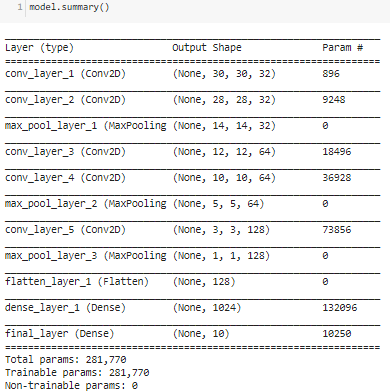 1 model.summary()
Layer (type) Output Shape Param #
conv_layer_1 (Conv2D) (None, 30, 30, 32) 896
conv_layer_2 (Conv2D) (None, 28, 28, 32) 9248
max_pool_layer_1 (MaxPooling (None, 14, 14, 32) 0
conv_layer_3 (Conv2D) (None, 12, 12, 64) 18496
conv_layer_4 (Conv2D) (None, 10, 10, 64) 36928
max_pool_layer_2 (MaxPooling (None, 5, 5, 64) 0
conv_layer_5 (Conv2D) (None, 3, 3, 128) 73856
max_pool_layer_3 (MaxPooling (None, 1, 1, 128) 0
flatten_layer_1 (Flatten) (None, 128) 0
dense_layer_1 (Dense) (None, 1024) 132096
final_layer (Dense) (None, 10) 10250
Total params: 281,770
Trainable params: 281,770
Non-trainable params: 0